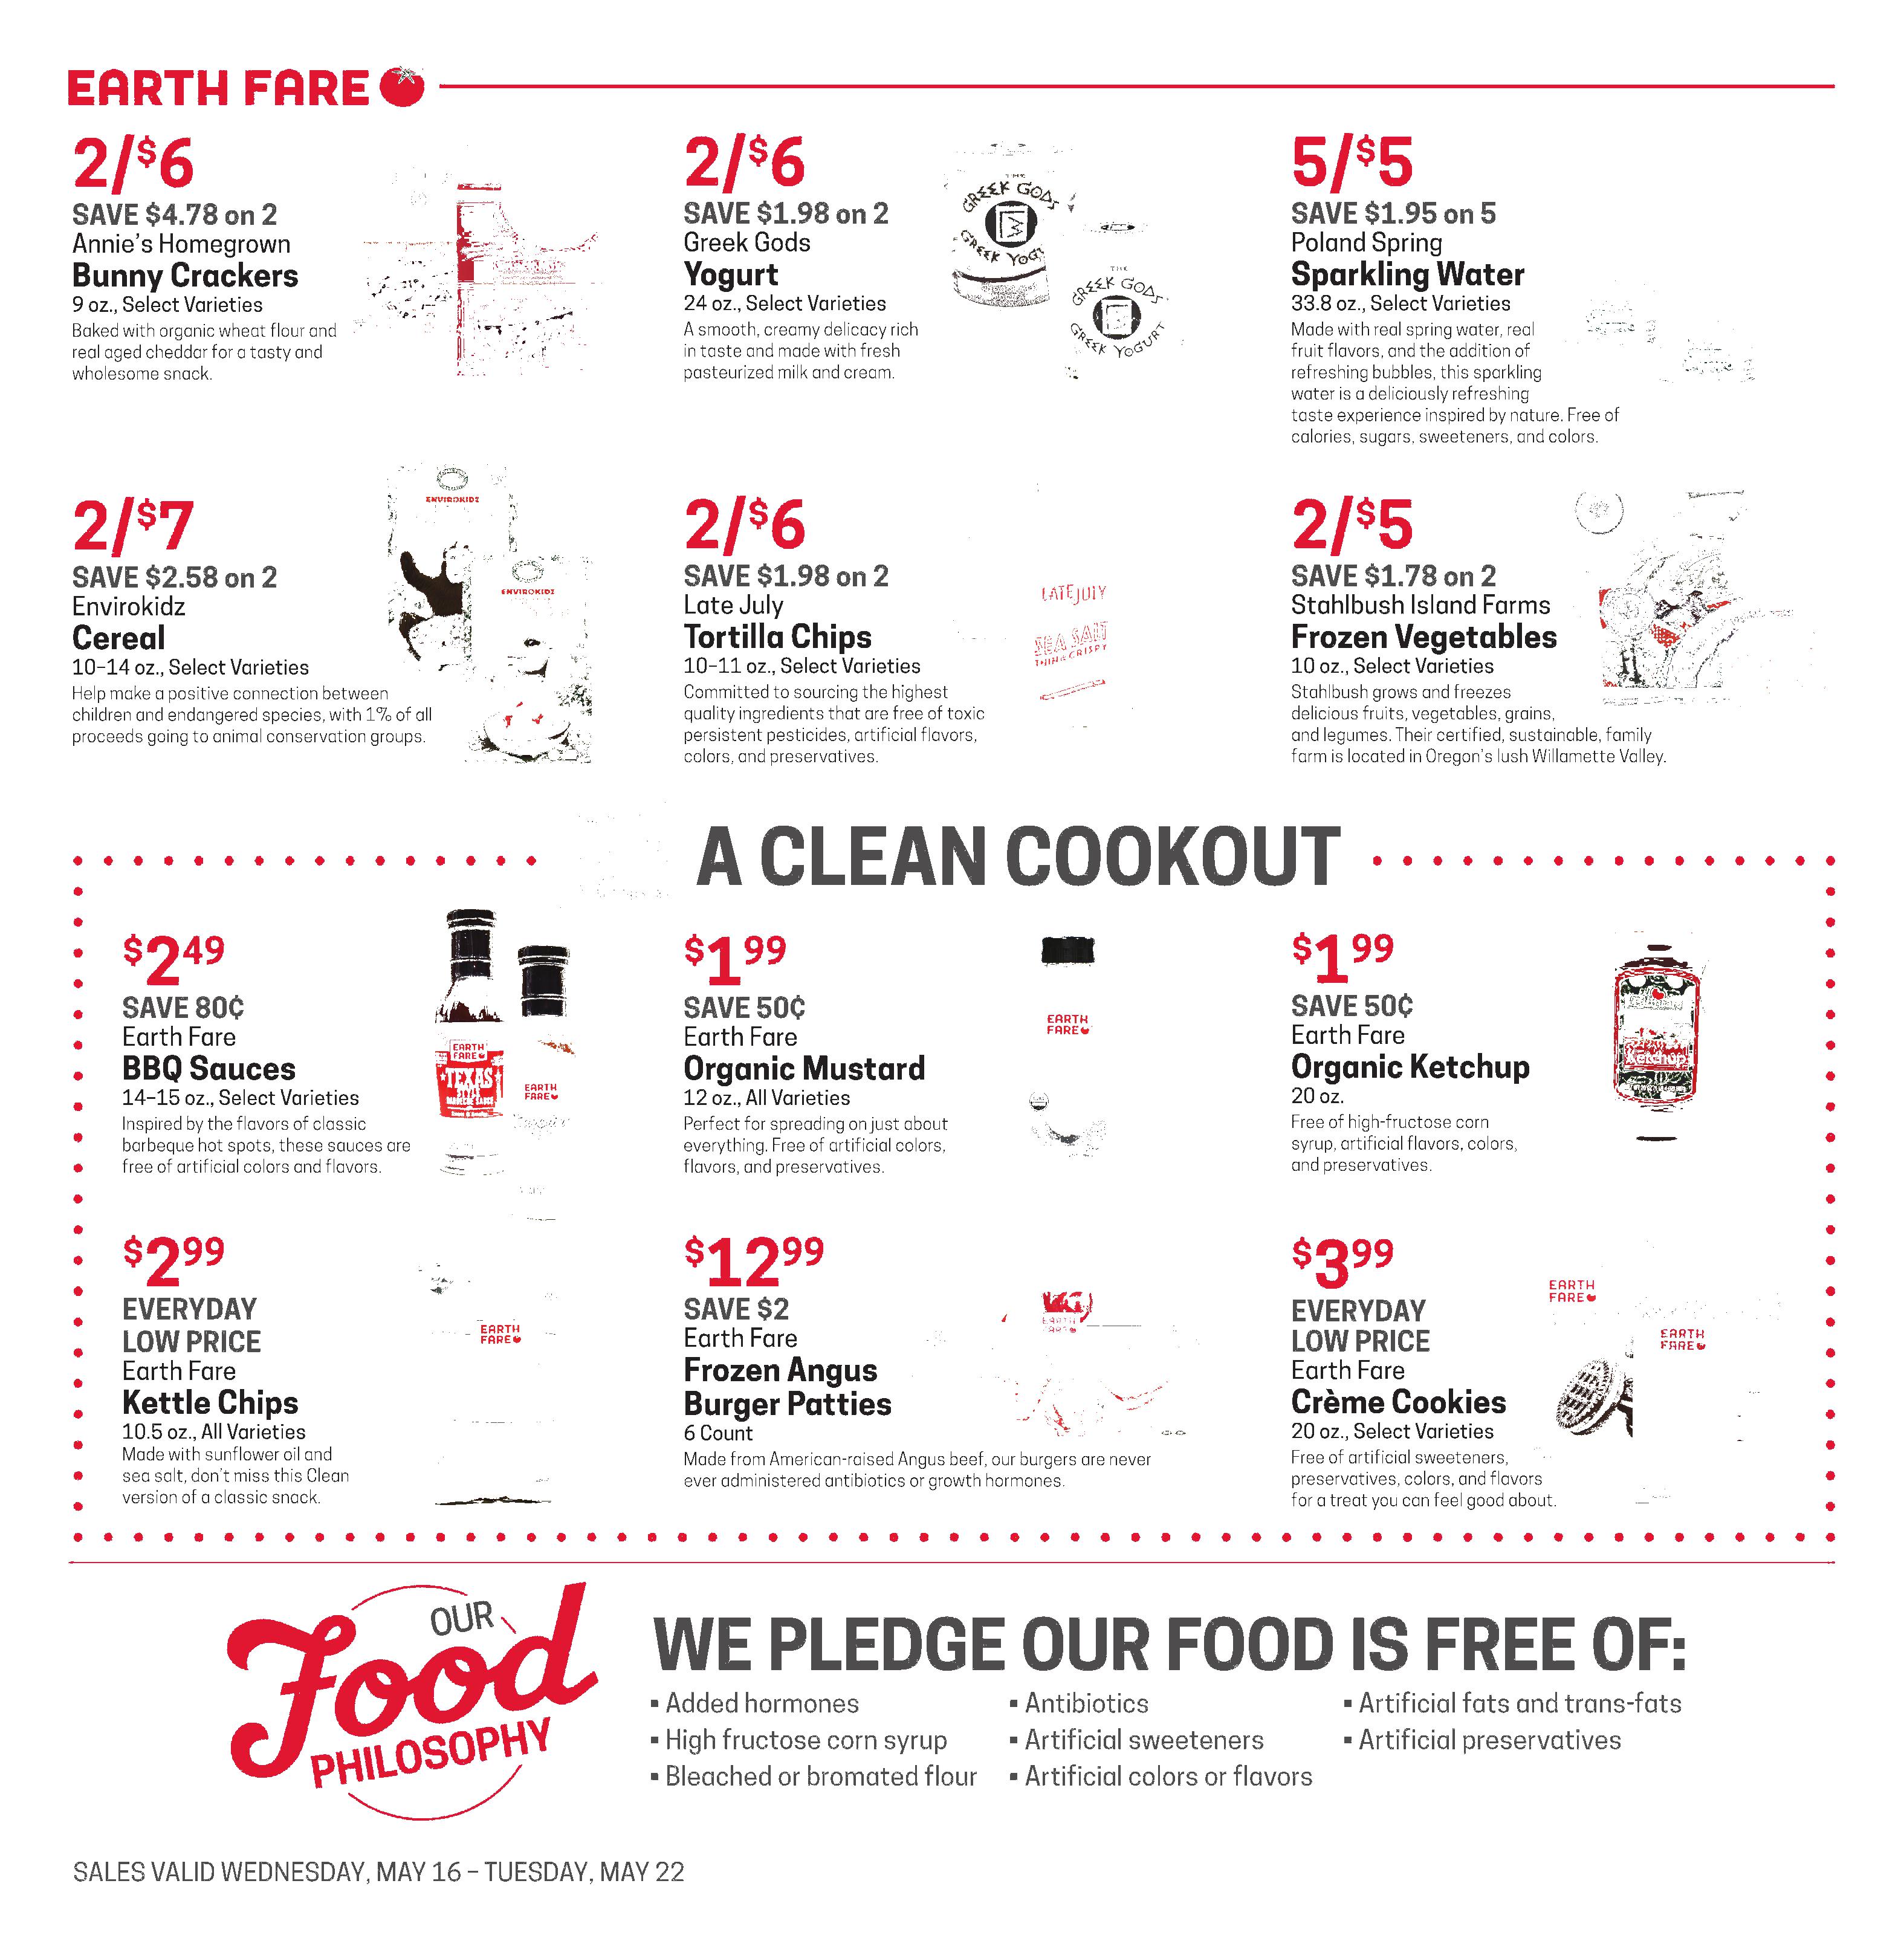 EARTH FARE
2/$6
SAVE $4.78 on 2
Annie's Homegrown
Bunny Crackers
9 oz., Select Varieties
Baked with organic wheat flour and
real aged cheddar for a tasty and
wholesome snack.
2/$6
SAVE $1.98 on 2
Greek Gods
Yogurt
24 oz., Select Varieties
A smooth, creamy delicacy rich
in taste and made with fresh
pasteurized milk and cream.
THE
GREEK GODS
GREEK YOG
THE
GREEK GODS
GREEK YOGURT
5/$5
SAVE $1.95 on 5
Poland Spring
Sparkling Water
33.8 oz., Select Varieties
Made with real spring water, real
fruit flavors, and the addition of
refreshing bubbles, this sparkling
water is a deliciously refreshing
taste experience inspired by nature. Free of
calories, sugars, sweeteners, and colors.
2/$7
SAVE $2.58 on 2
Envirokidz
Cereal
10–14 oz., Select Varieties
Help make a positive connection between
children and endangered species, with 1% of all
proceeds going to animal conservation groups.
ENVIROKIDZ
ENVIROKIDZ
2/$6
SAVE $1.98 on 2
Late July
Tortilla Chips
10–11 oz., Select Varieties
Committed to sourcing the highest
quality ingredients that are free of toxic
persistent pesticides, artificial flavors,
colors, and preservatives.
LATE JULY
SEA SALT
THIN & CRISPY
2/$5
SAVE $1.78 on 2
Stahlbush Island Farms
Frozen Vegetables
10 oz., Select Varieties
Stahlbush grows and freezes
delicious fruits, vegetables, grains,
and legumes. Their certified, sustainable, family
farm is located in Oregon's lush Willamette Valley.
A CLEAN COOKOUT
$2.49
SAVE 80¢
Earth Fare
BBQ Sauces
14–15 oz., Select Varieties
Inspired by the flavors of classic
barbeque hot spots, these sauces are
free of artificial colors and flavors.
EARTH
FARE
TEXAS
STYLE
EARTH
FARE
$1.99
SAVE 50¢
Earth Fare
Organic Mustard
12 oz., All Varieties
Perfect for spreading on just about
everything. Free of artificial colors,
flavors, and preservatives.
EARTH
FARE
$1.99
SAVE 50¢
Earth Fare
Organic Ketchup
20 oz.
Free of high-fructose corn
syrup, artificial flavors, colors,
and preservatives.
Ketchup
$2.99
EVERYDAY
LOW PRICE
Earth Fare
Kettle Chips
10.5 oz., All Varieties
Made with sunflower oil and
sea salt, don't miss this Clean
version of a classic snack.
EARTH
FARE
$12.99
SAVE $2
Earth Fare
Frozen Angus
Burger Patties
6 Count
Made from American-raised Angus beef, our burgers are never
ever administered antibiotics or growth hormones.
EARTH
FARE
$3.99
EVERYDAY
LOW PRICE
Earth Fare
Crème Cookies
20 oz., Select Varieties
Free of artificial sweeteners,
preservatives, colors, and flavors
for a treat you can feel good about.
EARTH
FARE
EARTH
FARE
OUR
Food
PHILOSOPHY
WE PLEDGE OUR FOOD IS FREE OF:
▪ Added hormones
▪ High fructose corn syrup
▪ Bleached or bromated flour
▪ Antibiotics
▪ Artificial sweeteners
▪ Artificial colors or flavors
▪ Artificial fats and trans-fats
▪ Artificial preservatives
SALES VALID WEDNESDAY, MAY 16 – TUESDAY, MAY 22